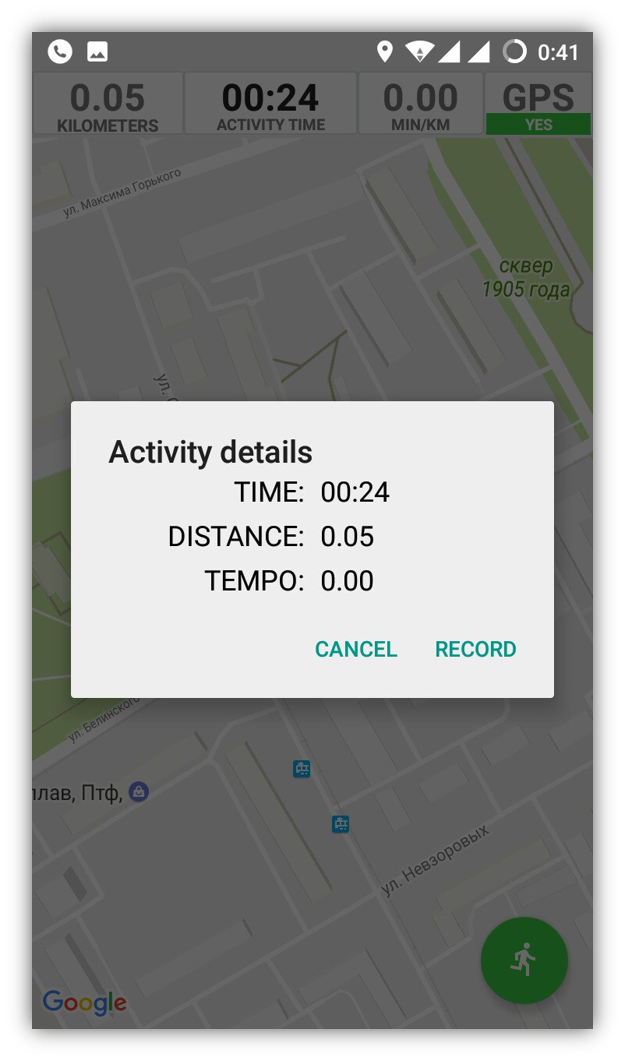 0:41
0.05
KILOMETERS
00:24
ACTIVITY TIME
0.00
MIN/KM
GPS
YES
ул. Максима Горького
сквер
1905 года
ул.
Activity details
TIME: 00:24
DISTANCE: 0.05
TEMPO: 0.00
CANCEL RECORD
ул. Белинского
Птф,
ул. Невзоровых
Google